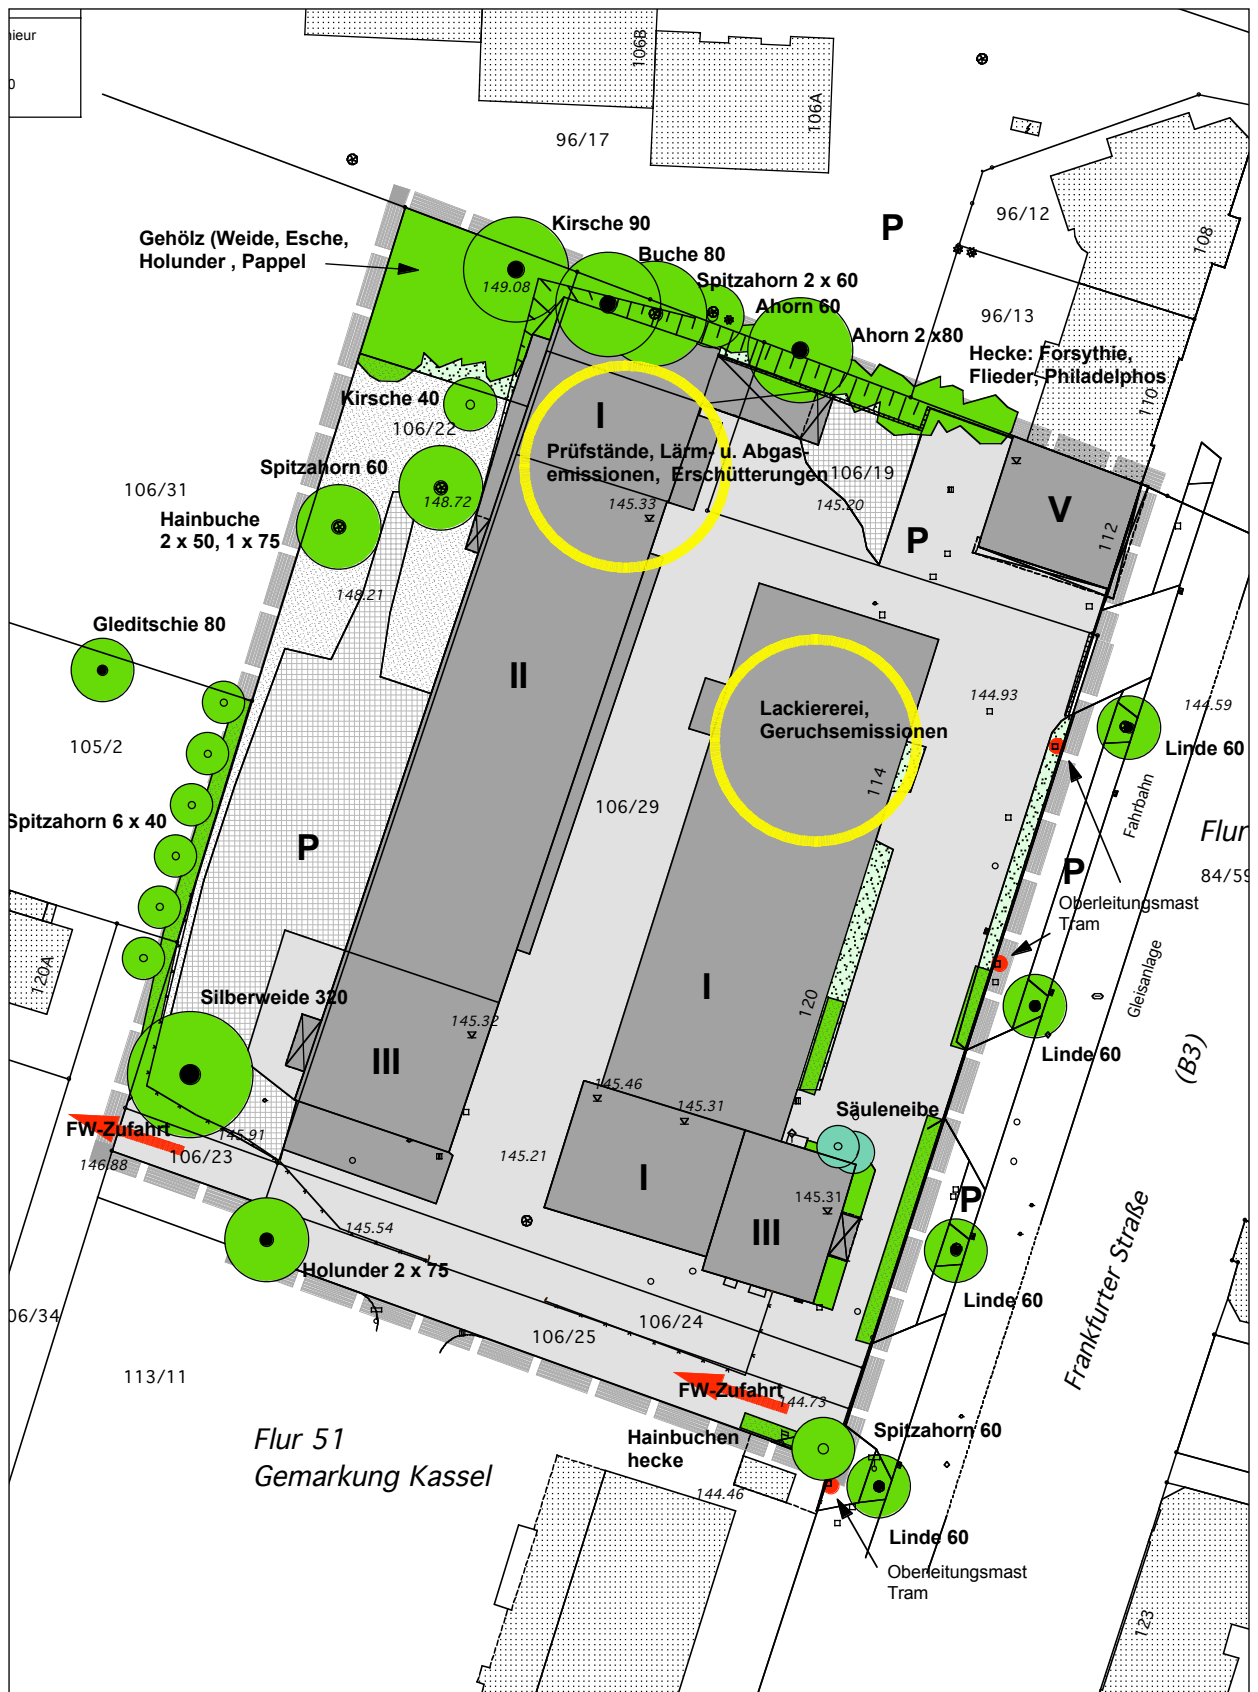 nieur
0
106B
106A
96/17
P
96/12
108
Kirsche 90
Gehölz (Weide, Esche,
Holunder , Pappel
Buche 80
149.08
Spitzahorn 2 x 60
Ahorn 60
96/13
Ahorn 2 x80
Hecke: Forsythie,
Flieder, Philadelphos
110
Kirsche 40
106/22
I
Prüfstände, Lärm- u. Abgas-
emissionen, Erschütterungen
106/19
Spitzahorn 60
106/31
148.72
145.33
145.20
V
112
Hainbuche
2 x 50, 1 x 75
P
148.21
Gleditschie 80
II
144.93
144.59
Lackiererei,
Geruchsemissionen
105/2
Linde 60
114
Fahrbahn
106/29
Spitzahorn 6 x 40
P
Flur
P
84/59
Oberleitungsmast
Tram
120A
Gleisanlage
Silberweide 320
I
120
145.32
III
Linde 60
(B3)
145.46
145.31
Säuleneibe
FW-Zufahrt
145.91
106/23
146.88
145.21
I
145.31
P
145.54
III
Frankfurter Straße
Holunder 2 x 75
Linde 60
06/34
106/24
106/25
113/11
FW-Zufahrt
144.73
Flur 51
Gemarkung Kassel
Hainbuchen
hecke
Spitzahorn 60
144.46
Linde 60
Oberleitungsmast
Tram
123